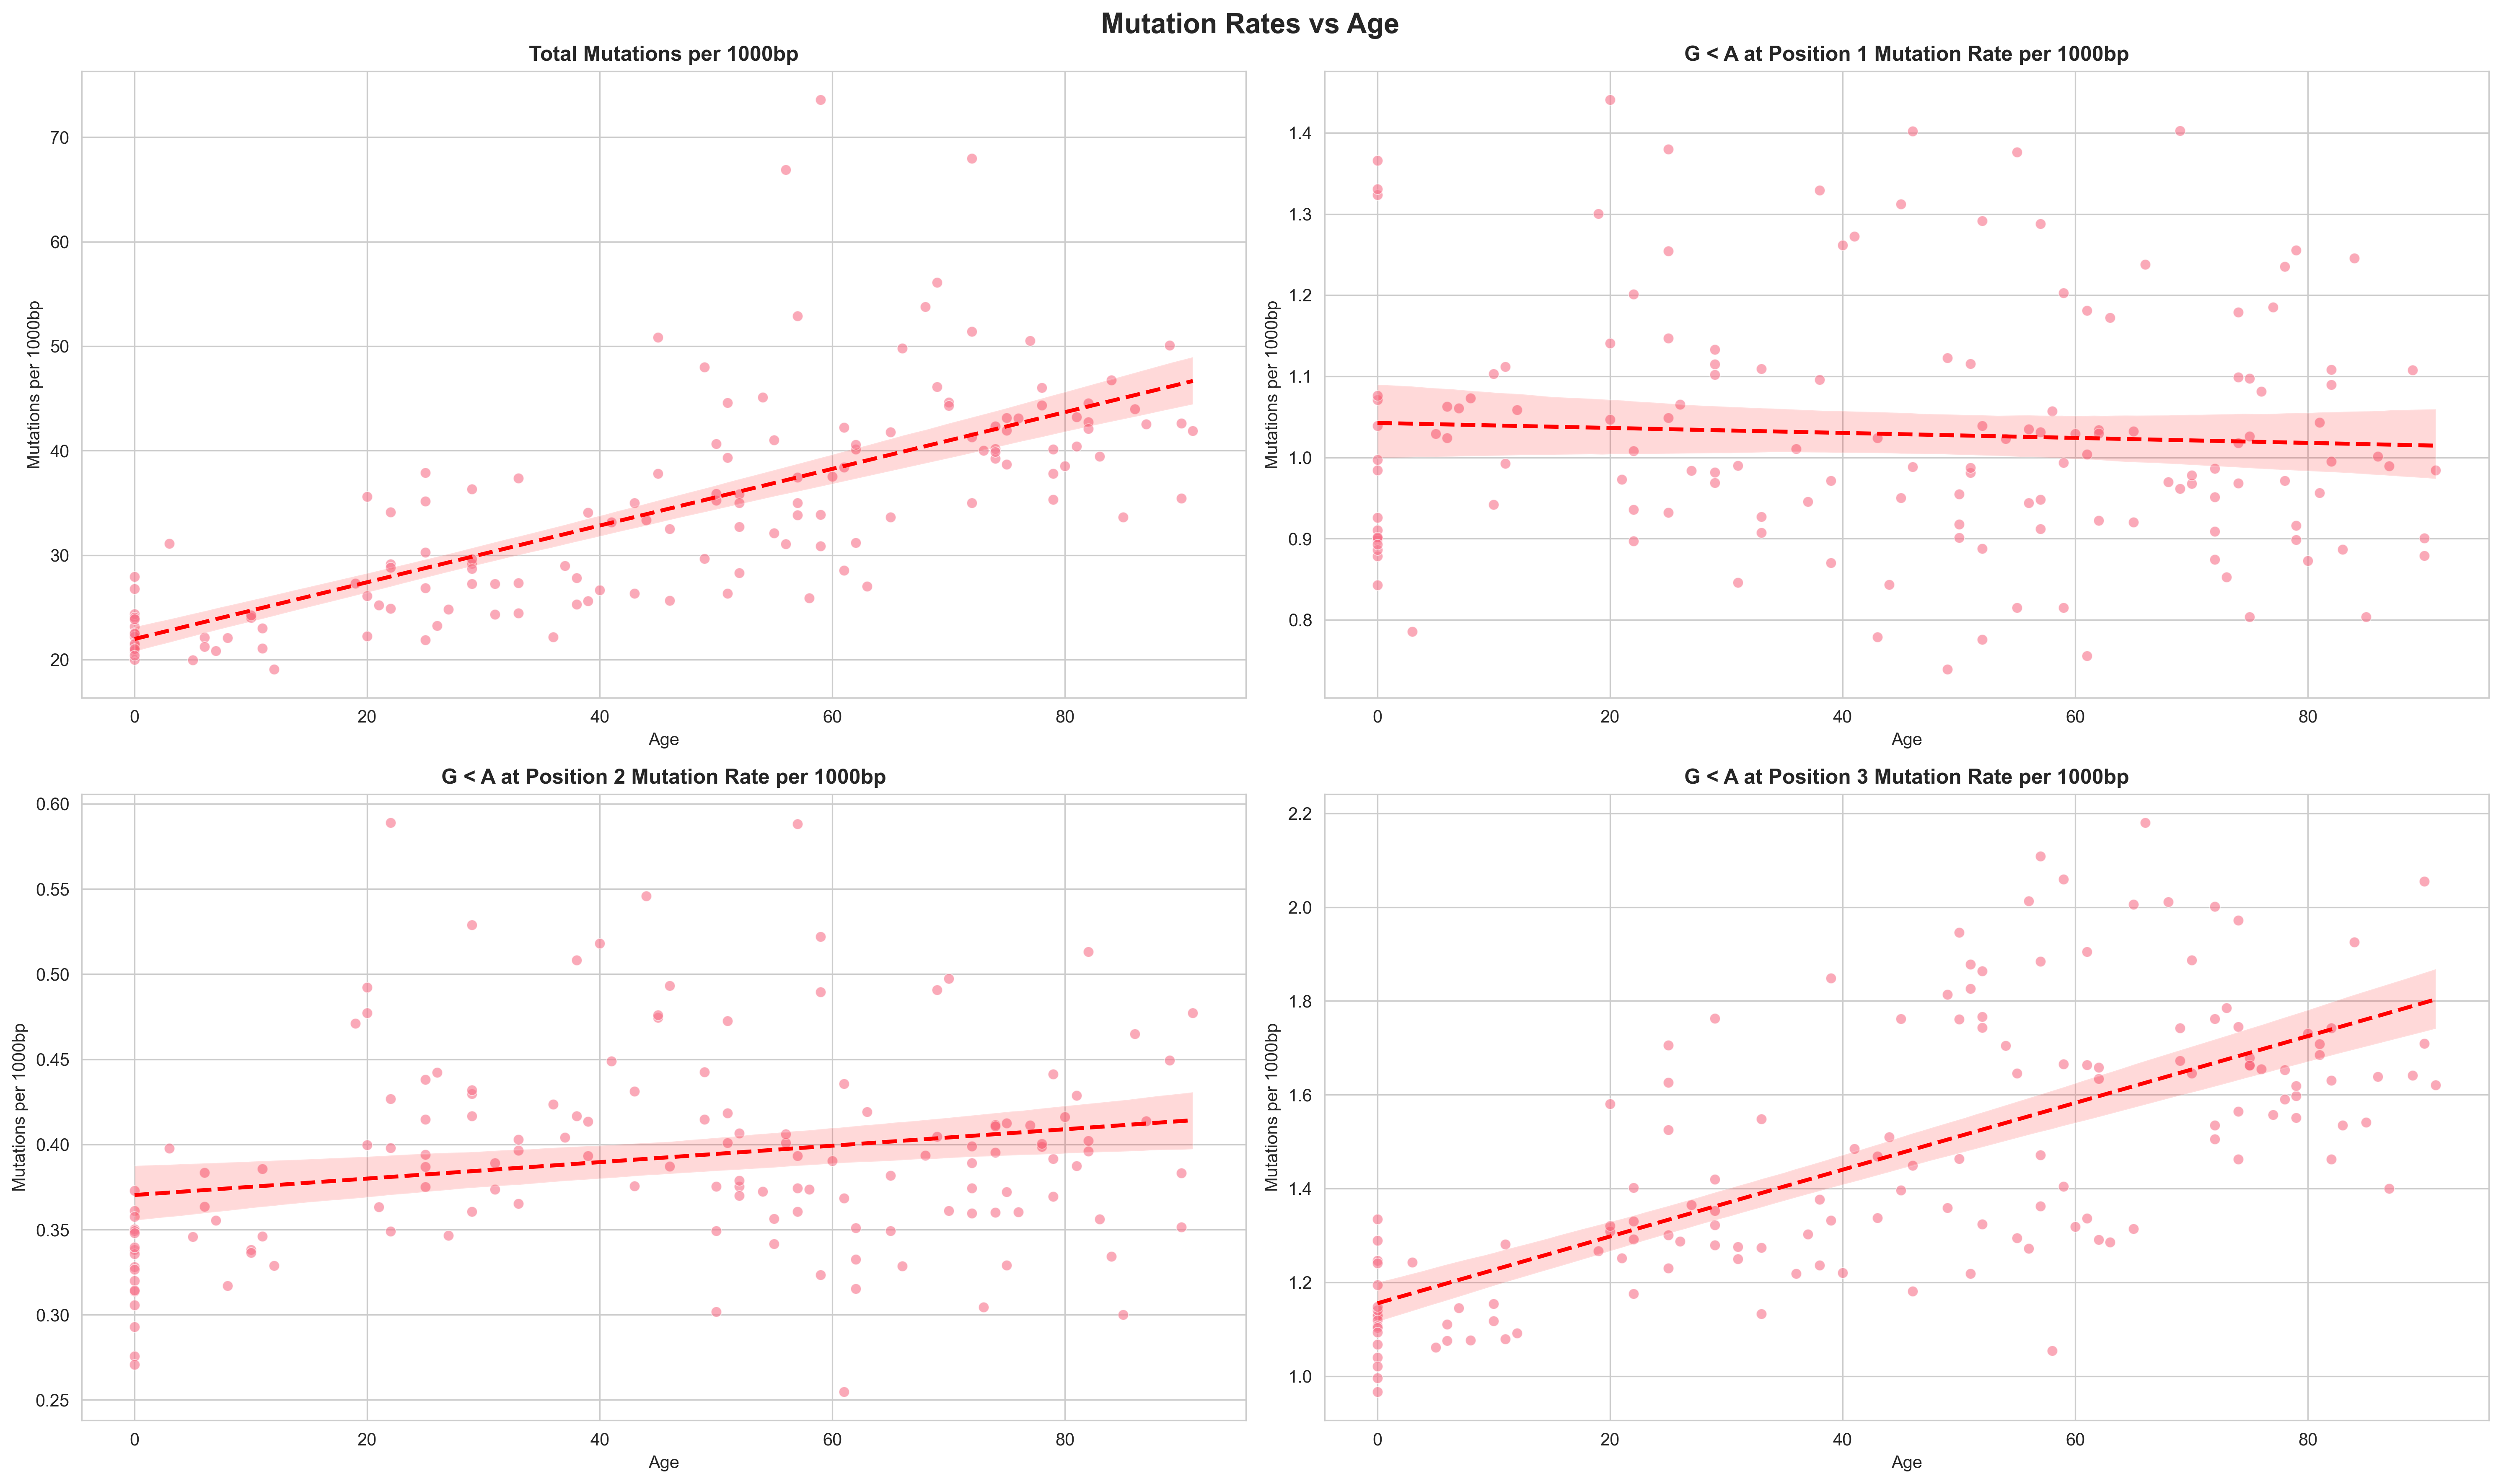 Mutation Rates vs Age
Total Mutations per 1000bp
Mutations per 1000bp
70
60
50
40
30
20
0 20 40 60 80
Age
G < A at Position 1 Mutation Rate per 1000bp
Mutations per 1000bp
1.4
1.3
1.2
1.1
1.0
0.9
0.8
0 20 40 60 80
Age
G < A at Position 2 Mutation Rate per 1000bp
Mutations per 1000bp
0.60
0.55
0.50
0.45
0.40
0.35
0.30
0.25
0 20 40 60 80
Age
G < A at Position 3 Mutation Rate per 1000bp
Mutations per 1000bp
2.2
2.0
1.8
1.6
1.4
1.2
1.0
0 20 40 60 80
Age